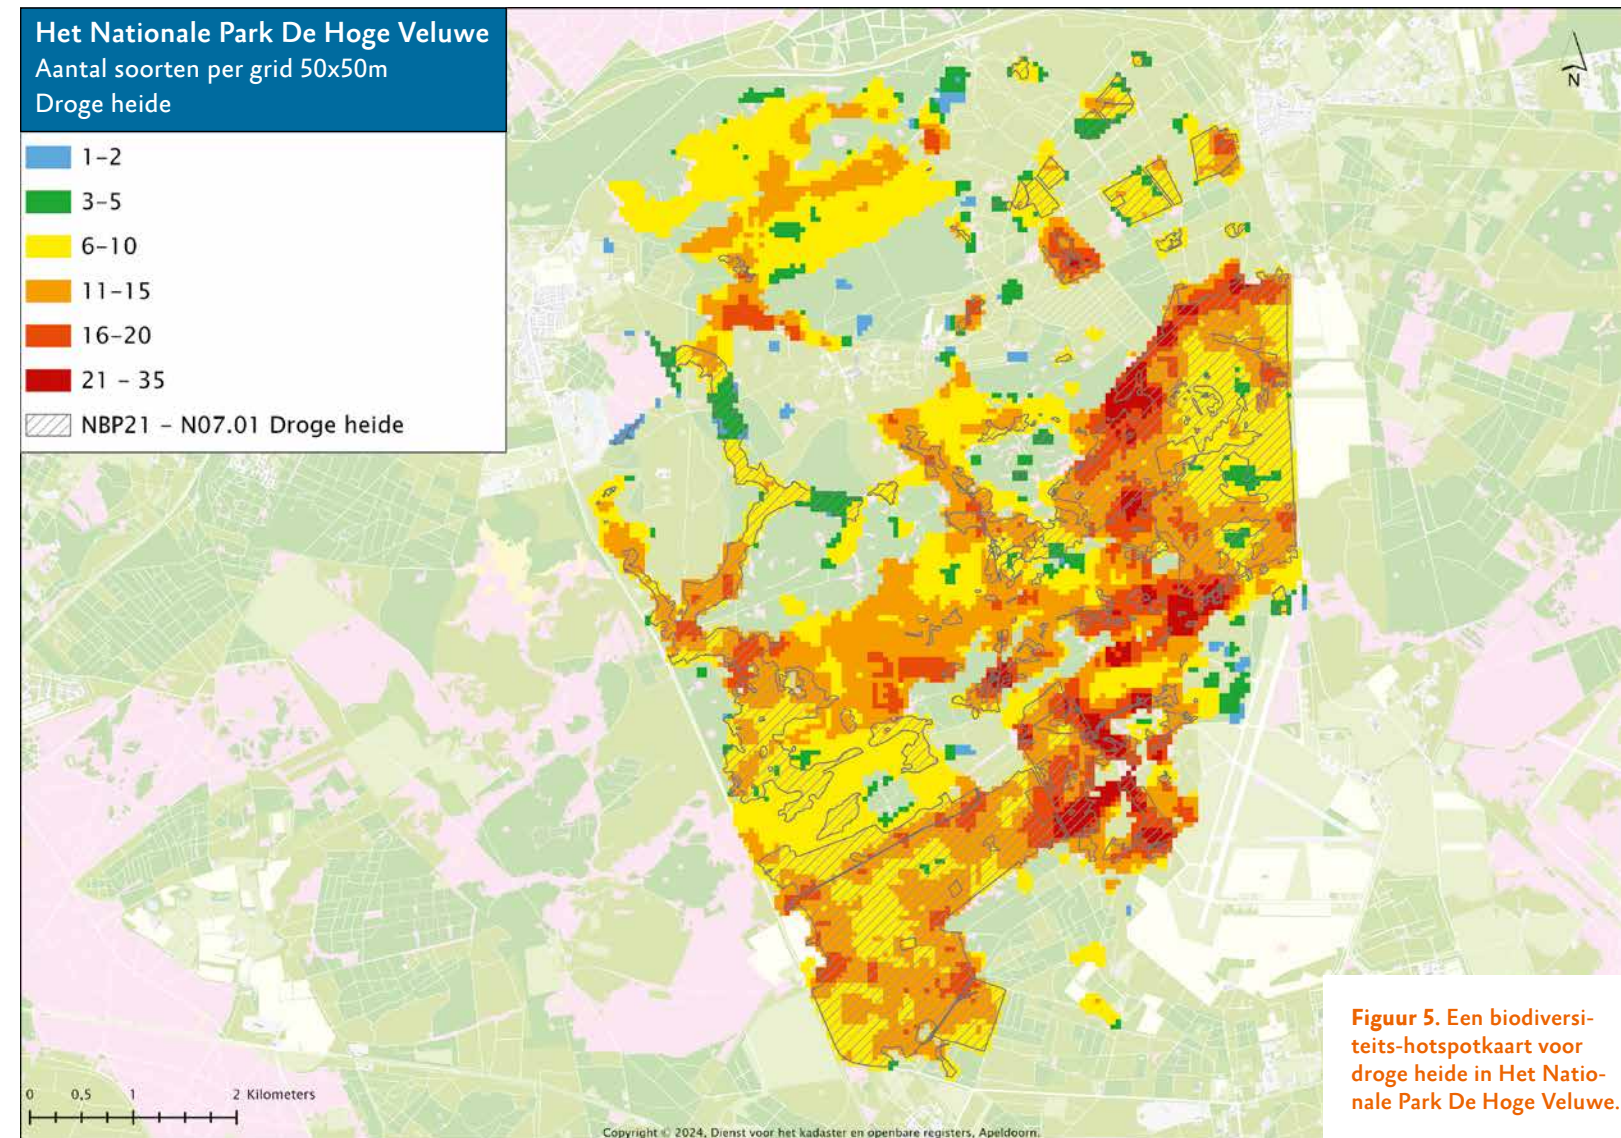 Het Nationale Park De Hoge Veluwe
Aantal soorten per grid 50x50m
Droge heide
1-2
3-5
6-10
11-15
16-20
21 - 35
NBP21 - N07.01 Droge heide
N
0 0,5 1 2 Kilometers
Copyright © 2024, Dienst voor het kadaster en openbare registers, Apeldoorn.
Figuur 5. Een biodiversi-
teits-hotspotkaart voor
droge heide in Het Natio-
nale Park De Hoge Veluwe.